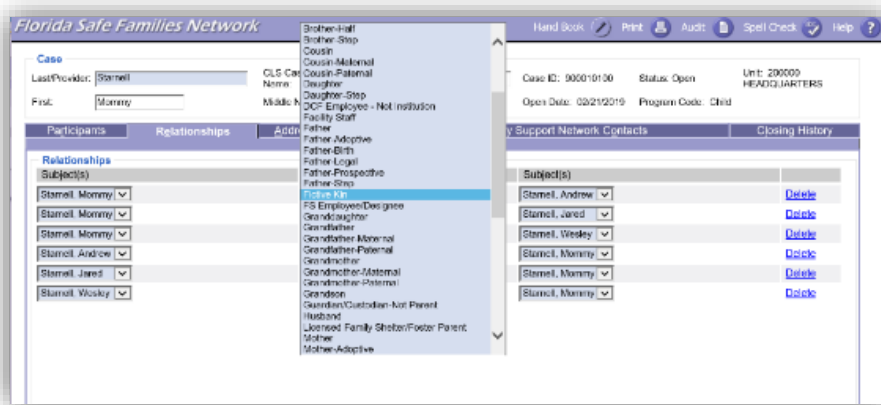 Florida Safe Families Network
Hand Book Print Audit Spell Check Help ?
Case
Last/Provider: Starnell
CLS Cas
Name:
Case ID: 900010100
Status: Open
Unit: 200000
HEADQUARTERS
First: Mommy
Middle N
Open Date: 02/21/2019
Program Code: Child
Participants
Relationships
Addre
y Support Network Contacts
Closing History
Relationships
Subject(s)
Subject(s)
Starnell, Mommy
Starnell, Andrew
Delete
Starnell, Mommy
Starnell, Jared
Delete
Starnell, Mommy
Starnell, Wesley
Delete
Starnell, Andrew
Starnell, Mommy
Delete
Starnell, Jared
Starnell, Mommy
Delete
Starnell, Wesley
Starnell, Mommy
Delete
Brother-Half
Brother-Step
Cousin
Cousin-Maternal
Cousin-Paternal
Daughter
Daughter-Step
DCF Employee - Not Institution
Facility Staff
Father
Father-Adoptive
Father-Birth
Father-Legal
Father-Prospective
Father-Step
Fictive Kin
FS Employee/Designee
Granddaughter
Grandfather
Grandfather-Maternal
Grandfather-Paternal
Grandmother
Grandmother-Maternal
Grandmother-Paternal
Grandson
Guardian/Custodian-Not Parent
Husband
Licensed Family Shelter/Foster Parent
Mother
Mother-Adoptive